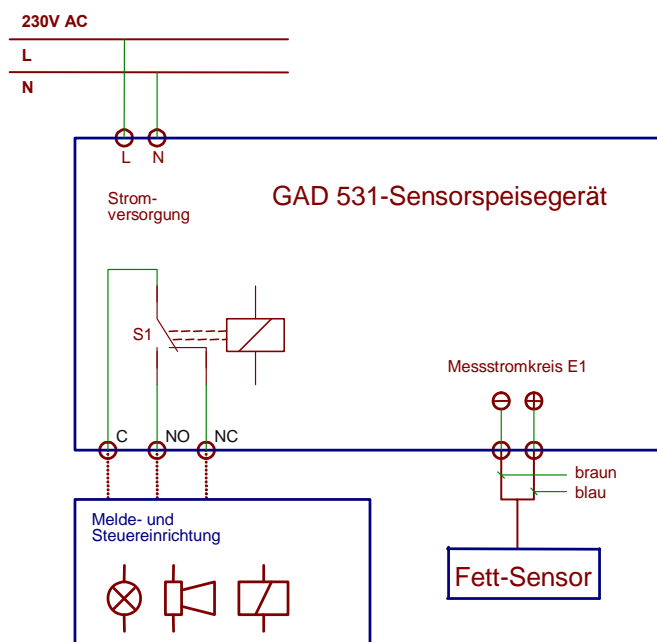 230V AC
L
N
L
N
Strom-
versorgung
GAD 531-Sensorspeisegerät
S1
Messstromkreis E1
C
NO
NC
braun
blau
Melde- und
Steuereinrichtung
Fett-Sensor